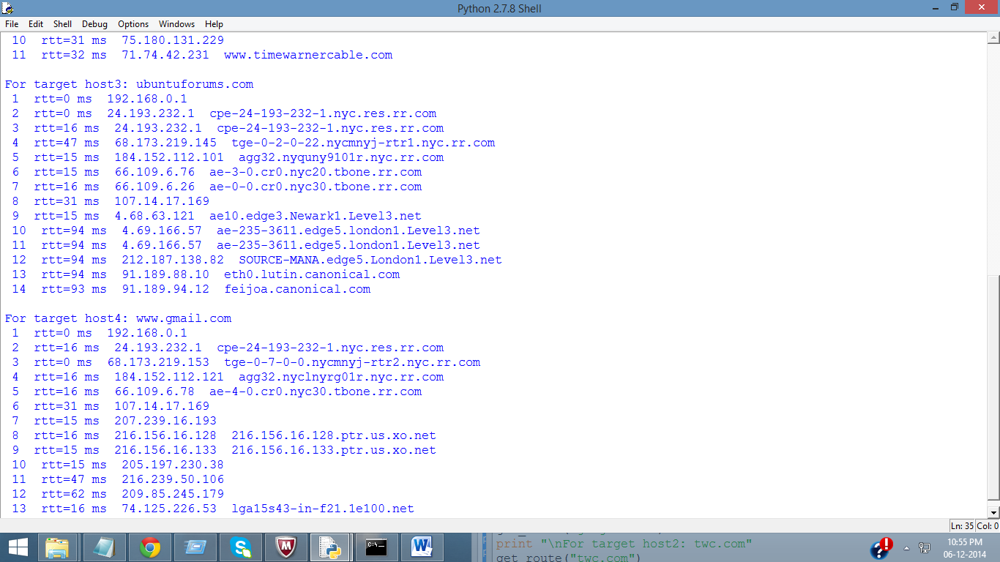 Python 2.7.8 Shell
File Edit Shell Debug Options Windows Help
10 rtt=31 ms 75.180.131.229
11 rtt=32 ms 71.74.42.231 www.timewarnercable.com
For target host3: ubuntuforums.com
1 rtt=0 ms 192.168.0.1
2 rtt=0 ms 24.193.232.1 cpe-24-193-232-1.nyc.res.rr.com
3 rtt=16 ms 24.193.232.1 cpe-24-193-232-1.nyc.res.rr.com
4 rtt=47 ms 68.173.219.145 tge-0-2-0-22.nycmnyj-rtr1.nyc.rr.com
5 rtt=15 ms 184.152.112.101 agg32.nyquny9101r.nyc.rr.com
6 rtt=15 ms 66.109.6.76 ae-3-0.cr0.nyc20.tbone.rr.com
7 rtt=16 ms 66.109.6.26 ae-0-0.cr0.nyc30.tbone.rr.com
8 rtt=31 ms 107.14.17.169
9 rtt=15 ms 4.68.63.121 ae10.edge3.Newark1.Level3.net
10 rtt=94 ms 4.69.166.57 ae-235-3611.edge5.london1.Level3.net
11 rtt=94 ms 4.69.166.57 ae-235-3611.edge5.london1.Level3.net
12 rtt=94 ms 212.187.138.82 SOURCE-MANA.edge5.London1.Level3.net
13 rtt=94 ms 91.189.88.10 eth0.lutin.canonical.com
14 rtt=93 ms 91.189.94.12 feijoa.canonical.com
For target host4: www.gmail.com
1 rtt=0 ms 192.168.0.1
2 rtt=16 ms 24.193.232.1 cpe-24-193-232-1.nyc.res.rr.com
3 rtt=0 ms 68.173.219.153 tge-0-7-0-0.nycmnyj-rtr2.nyc.rr.com
4 rtt=16 ms 184.152.112.121 agg32.nyclnyrg01r.nyc.rr.com
5 rtt=16 ms 66.109.6.78 ae-4-0.cr0.nyc30.tbone.rr.com
6 rtt=31 ms 107.14.17.169
7 rtt=15 ms 207.239.16.193
8 rtt=16 ms 216.156.16.128 216.156.16.128.ptr.us.xo.net
9 rtt=15 ms 216.156.16.133 216.156.16.133.ptr.us.xo.net
10 rtt=15 ms 205.197.230.38
11 rtt=47 ms 216.239.50.106
12 rtt=62 ms 209.85.245.179
13 rtt=16 ms 74.125.226.53 lga15s43-in-f21.1e100.net
Ln: 35 Col: 0
print "\nFor target host2: twc.com"
get_route("twc.com")
10:55 PM
06-12-2014